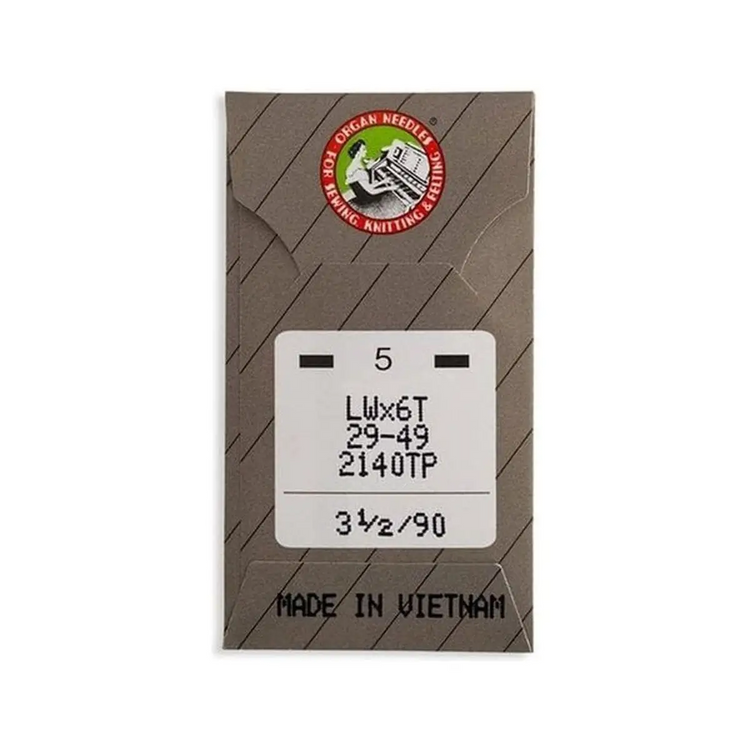 ORGAN NEEDLES®
FOR SEWING, KNITTING & FELTING
5
LWx6T
29-49
2140TP
3½/90
MADE IN VIETNAM